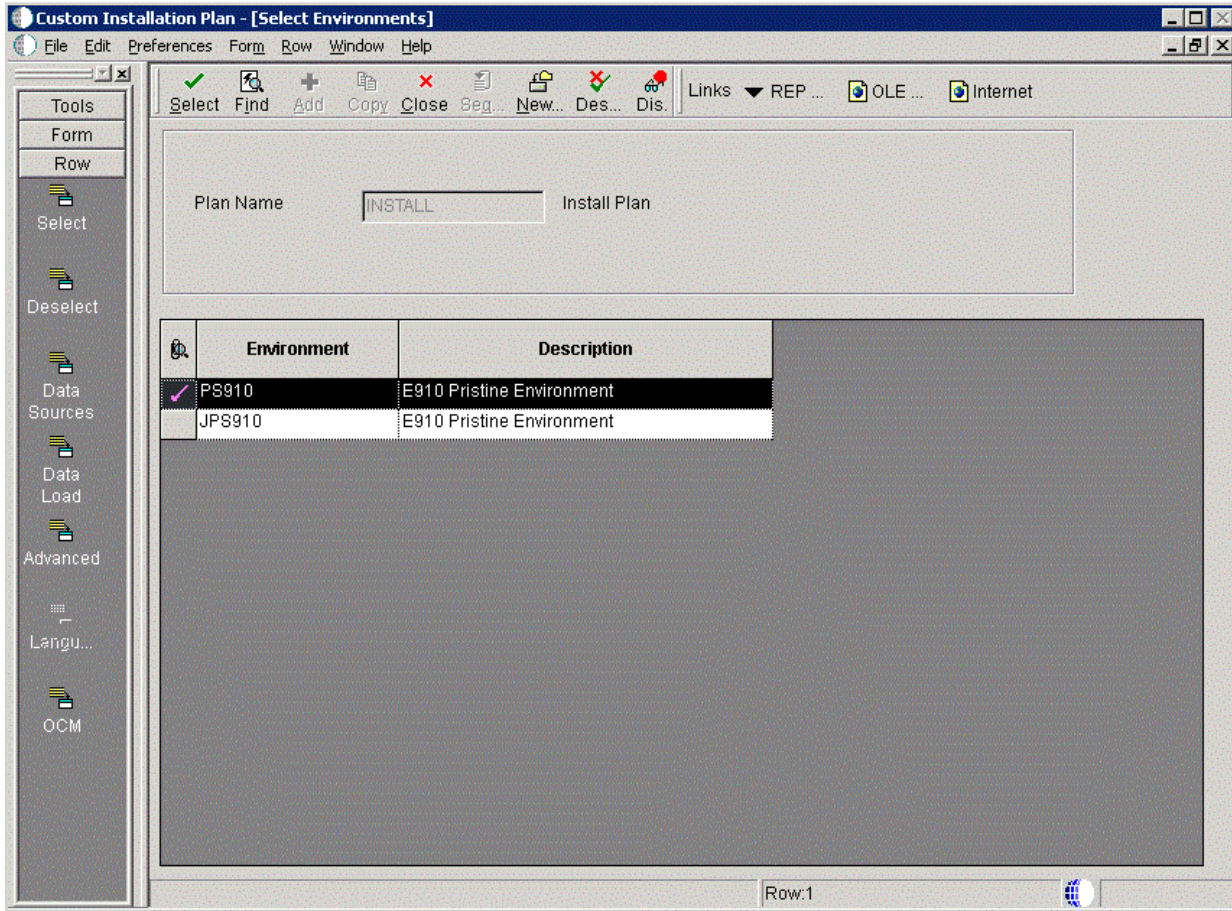 Custom Installation Plan - [Select Environments]
File Edit Preferences Form Row Window Help
Select Find Add Copy Close Seq... New... Des... Dis. Links REP ... OLE ... Internet
Tools
Form
Row
Select
Deselect
Data
Sources
Data
Load
Advanced
Langu...
OCM
Plan Name INSTALL Install Plan
Environment Description
PS910 E910 Pristine Environment
JPS910 E910 Pristine Environment
Row:1